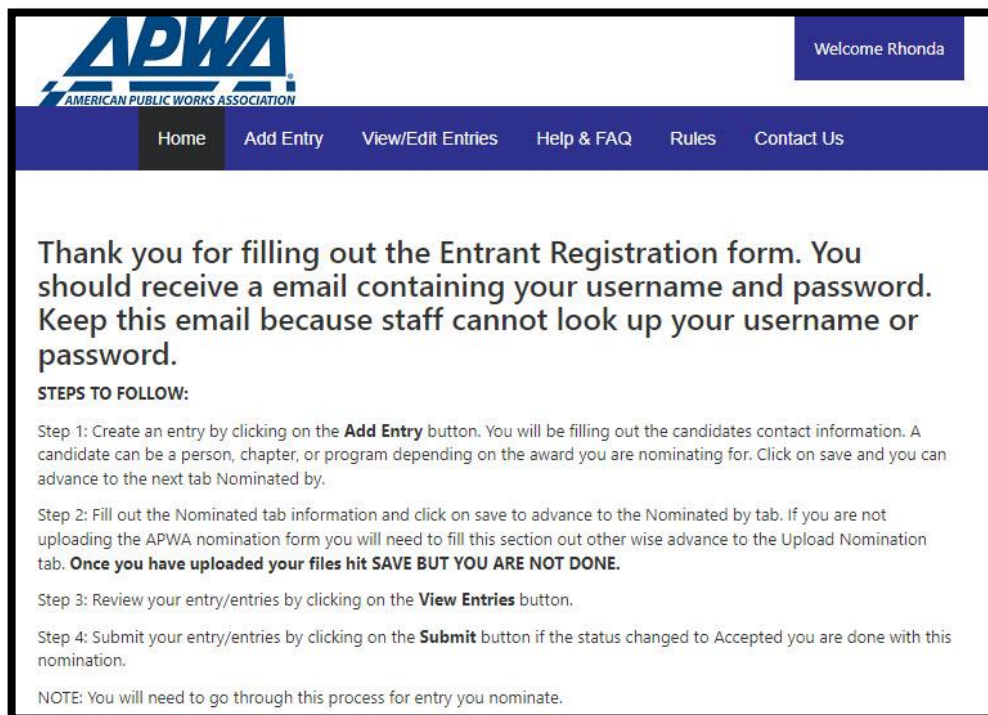 APWA
AMERICAN PUBLIC WORKS ASSOCIATION
Welcome Rhonda
Home Add Entry View/Edit Entries Help & FAQ Rules Contact Us
Thank you for filling out the Entrant Registration form. You
should receive a email containing your username and password.
Keep this email because staff cannot look up your username or
password.
STEPS TO FOLLOW:
Step 1: Create an entry by clicking on the Add Entry button. You will be filling out the candidates contact information. A
candidate can be a person, chapter, or program depending on the award you are nominating for. Click on save and you can
advance to the next tab Nominated by.
Step 2: Fill out the Nominated tab information and click on save to advance to the Nominated by tab. If you are not
uploading the APWA nomination form you will need to fill this section out other wise advance to the Upload Nomination
tab. Once you have uploaded your files hit SAVE BUT YOU ARE NOT DONE.
Step 3: Review your entry/entries by clicking on the View Entries button.
Step 4: Submit your entry/entries by clicking on the Submit button if the status changed to Accepted you are done with this
nomination.
NOTE: You will need to go through this process for entry you nominate.